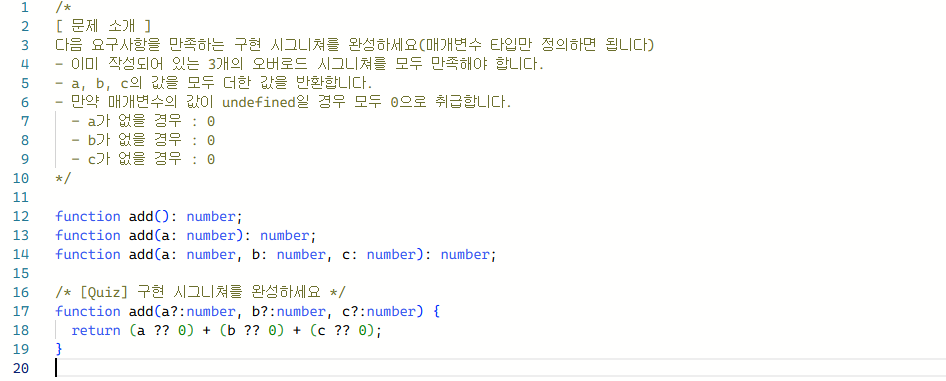 1 /*
2 [ 문제 소개 ]
3 다음 요구사항을 만족하는 구현 시그니쳐를 완성하세요(매개변수 타입만 정의하면 됩니다)
4 - 이미 작성되어 있는 3개의 오버로드 시그니쳐를 모두 만족해야 합니다.
5 - a, b, c의 값을 모두 더한 값을 반환합니다.
6 - 만약 매개변수의 값이 undefined일 경우 모두 0으로 취급합니다.
7   - a가 없을 경우 : 0
8   - b가 없을 경우 : 0
9   - c가 없을 경우 : 0
10 */
11
12 function add(): number;
13 function add(a: number): number;
14 function add(a: number, b: number, c: number): number;
15
16 /* [Quiz] 구현 시그니쳐를 완성하세요 */
17 function add(a?:number, b?:number, c?:number) {
18   return (a ?? 0) + (b ?? 0) + (c ?? 0);
19 }
20